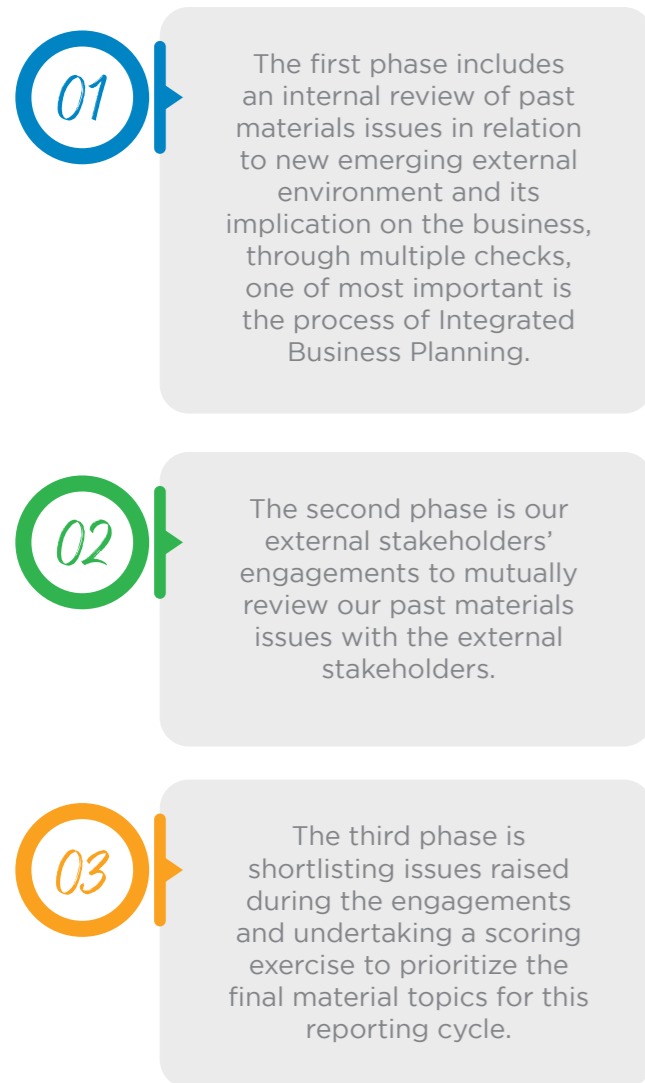 01
The first phase includes
an internal review of past
materials issues in relation
to new emerging external
environment and its
implication on the business,
through multiple checks,
one of most important is
the process of Integrated
Business Planning.
02
The second phase is our
external stakeholders’
engagements to mutually
review our past materials
issues with the external
stakeholders.
03
The third phase is
shortlisting issues raised
during the engagements
and undertaking a scoring
exercise to prioritize the
final material topics for this
reporting cycle.